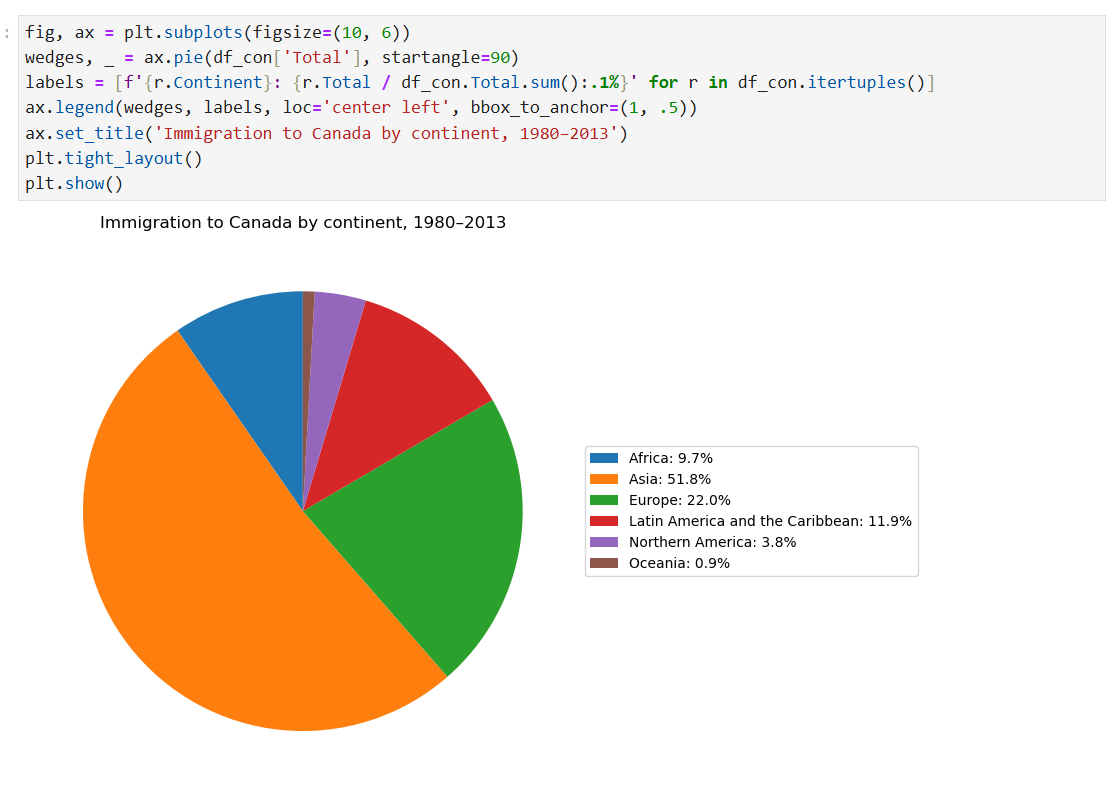 :
fig, ax = plt.subplots(figsize=(10, 6))
wedges, _ = ax.pie(df_con['Total'], startangle=90)
labels = [f'{r.Continent}: {r.Total / df_con.Total.sum():.1%}' for r in df_con.itertuples()]
ax.legend(wedges, labels, loc='center left', bbox_to_anchor=(1, .5))
ax.set_title('Immigration to Canada by continent, 1980–2013')
plt.tight_layout()
plt.show()
Immigration to Canada by continent, 1980–2013
Africa: 9.7%
Asia: 51.8%
Europe: 22.0%
Latin America and the Caribbean: 11.9%
Northern America: 3.8%
Oceania: 0.9%